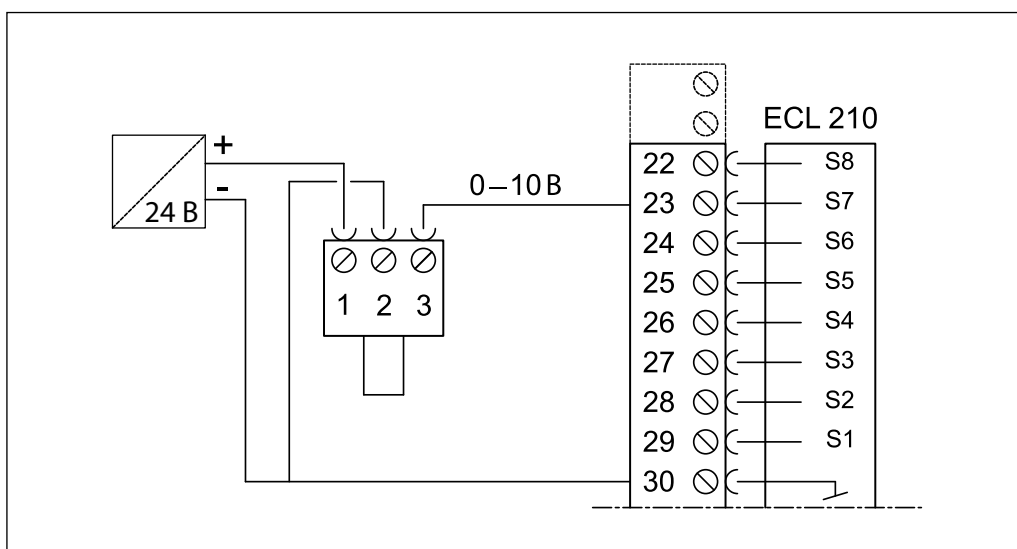 ECL 210
+
-
24 В
0–10 В
1 2 3
22 S8
23 S7
24 S6
25 S5
26 S4
27 S3
28 S2
29 S1
30